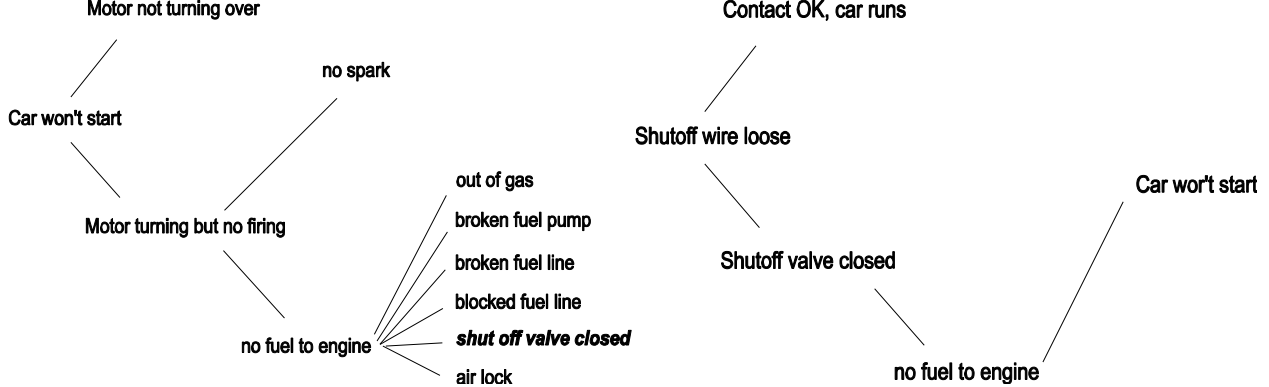 Motor not turning over
no spark
Car won't start
Motor turning but no firing
out of gas
broken fuel pump
broken fuel line
blocked fuel line
shut off valve closed
air lock
no fuel to engine
Contact OK, car runs
Shutoff wire loose
Shutoff valve closed
Car wor't start
no fuel to engine